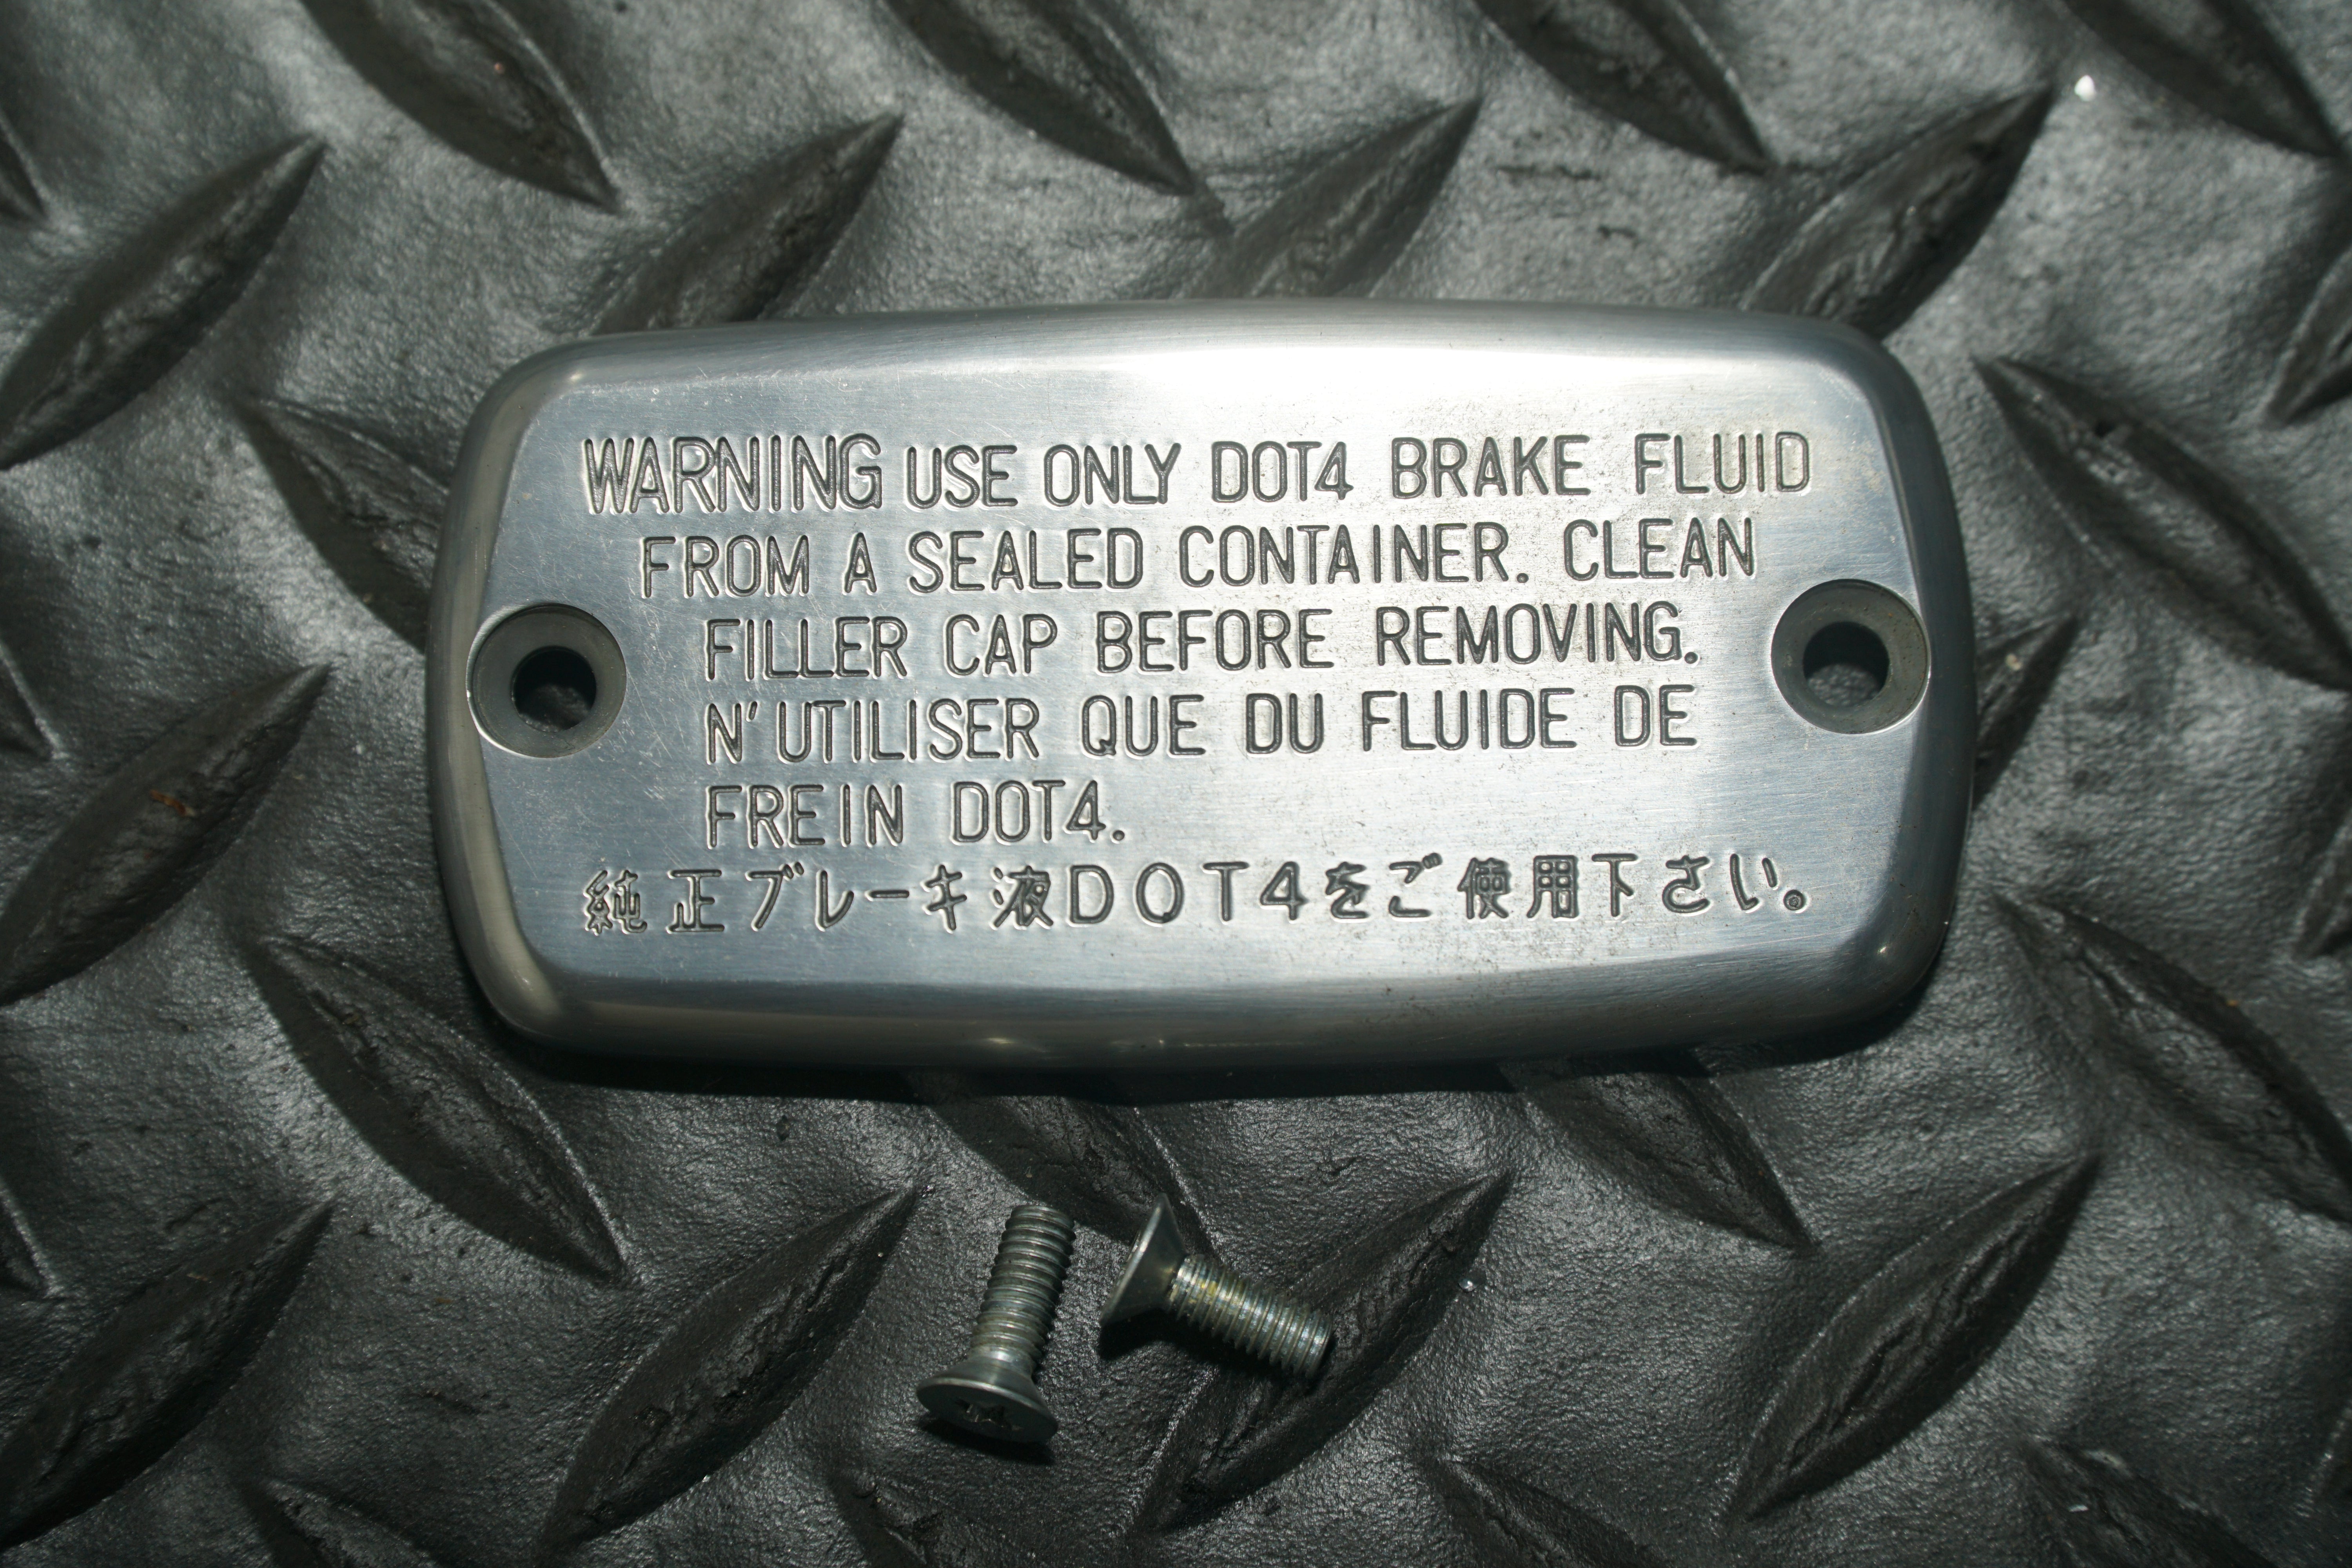 WARNING USE ONLY DOT4 BRAKE FLUID
FROM A SEALED CONTAINER. CLEAN
FILLER CAP BEFORE REMOVING.
N'UTILISER QUE DU FLUIDE DE
FREIN DOT4.
純正ブレーキ液DOT4をご使用下さい。